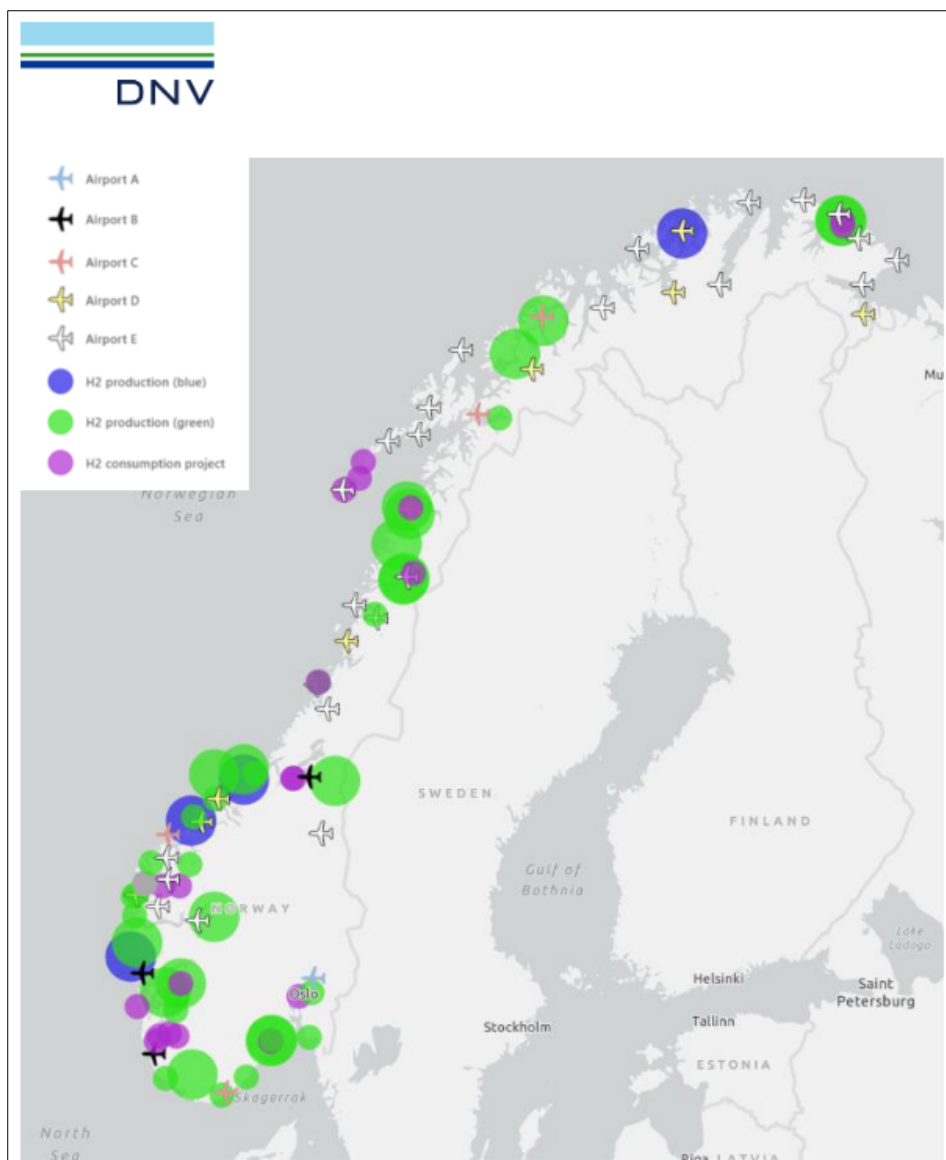 DNV
Airport A
Airport B
Airport C
Airport D
Airport E
H2 production (blue)
H2 production (green)
H2 consumption project
Norwegian
Sea
Mu
SWEDEN
FINLAND
Gulf of
Bothnia
NORWAY
Lake
Ladoga
Oslo
Helsinki
Saint
Petersburg
Stockholm
Tallinn
ESTONIA
Skagerrak
North
Sea
Riga LATVIA